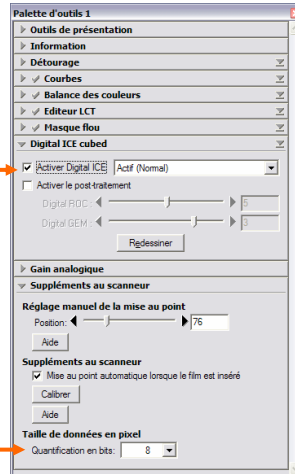 Palette d'outils 1
Outils de présentation
Information
Détourage
Courbes
Balance des couleurs
Editeur LCT
Masque flou
Digital ICE cubed
Activer Digital ICE Actif (Normal)
Activer le post-traitement
Digital ROC: 5
Digital GEM: 3
Redessiner
Gain analogique
Suppléments au scanneur
Réglage manuel de la mise au point
Position: 76
Aide
Suppléments au scanneur
Mise au point automatique lorsque le film est inséré
Calibrer
Aide
Taille de données en pixel
Quantification en bits: 8